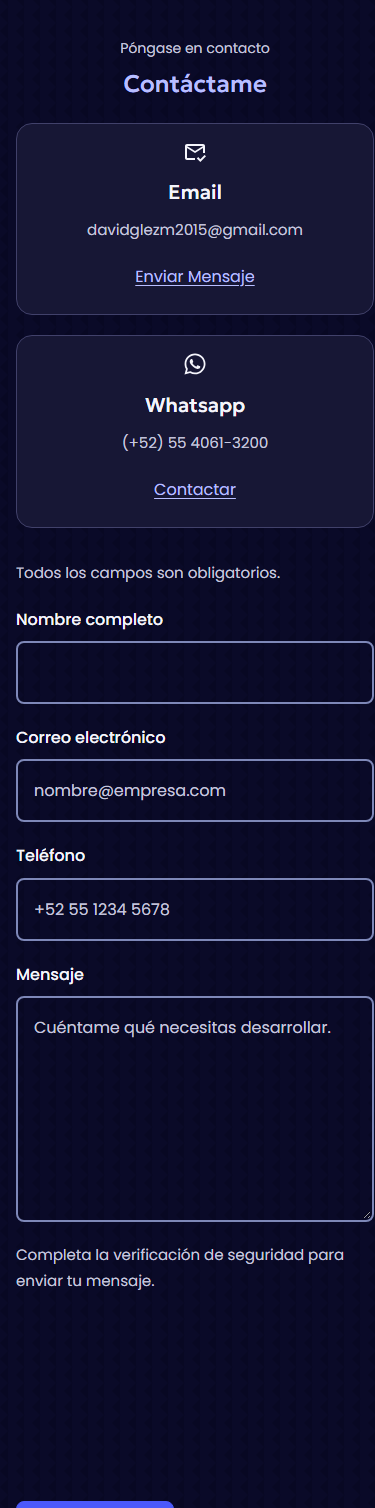 Póngase en contacto
Contáctame
Email
davidglezm2015@gmail.com
Enviar Mensaje
Whatsapp
(+52) 55 4061-3200
Contactar
Todos los campos son obligatorios.
Nombre completo
Correo electrónico
nombre@empresa.com
Teléfono
+52 55 1234 5678
Mensaje
Cuéntame qué necesitas desarrollar.
Completa la verificación de seguridad para
enviar tu mensaje.